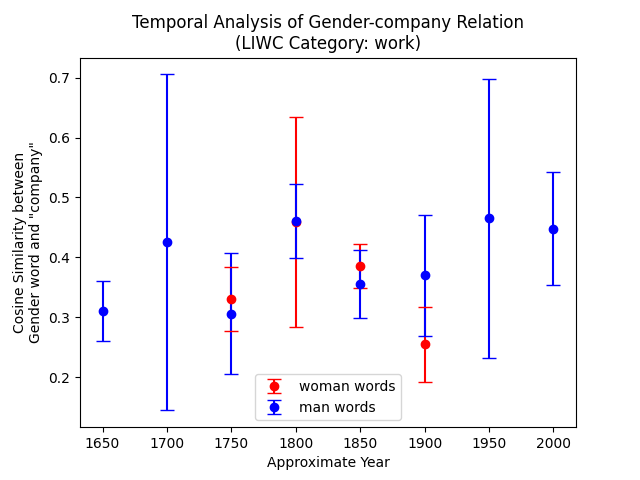 Temporal Analysis of Gender-company Relation
(LIWC Category: work)
0.7
0.6
0.5
0.4
0.3
0.2
Cosine Similarity between
Gender word and "company"
woman words
man words
1650 1700 1750 1800 1850 1900 1950 2000
Approximate Year